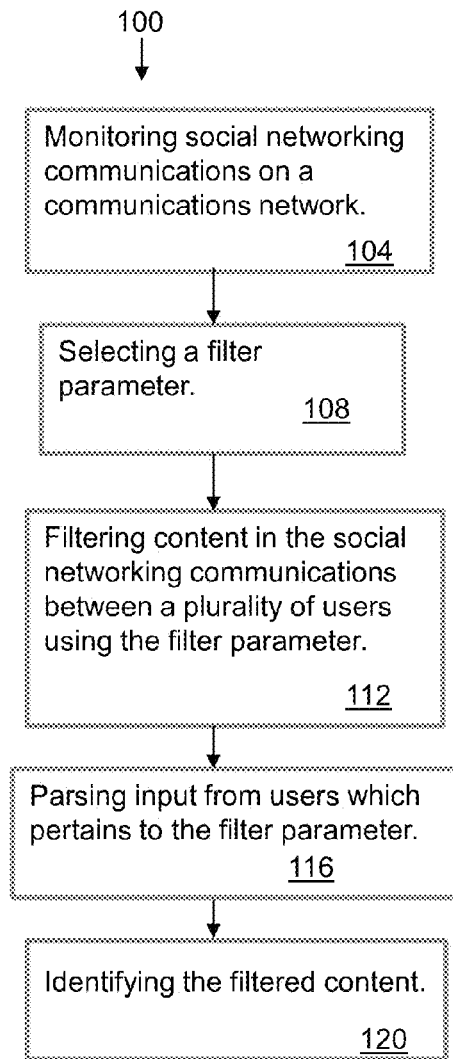 100
Monitoring social networking
communications on a
communications network.
104
Selecting a filter
parameter.
108
Filtering content in the social
networking communications
between a plurality of users
using the filter parameter.
112
Parsing input from users which
pertains to the filter parameter.
116
Identifying the filtered content.
120